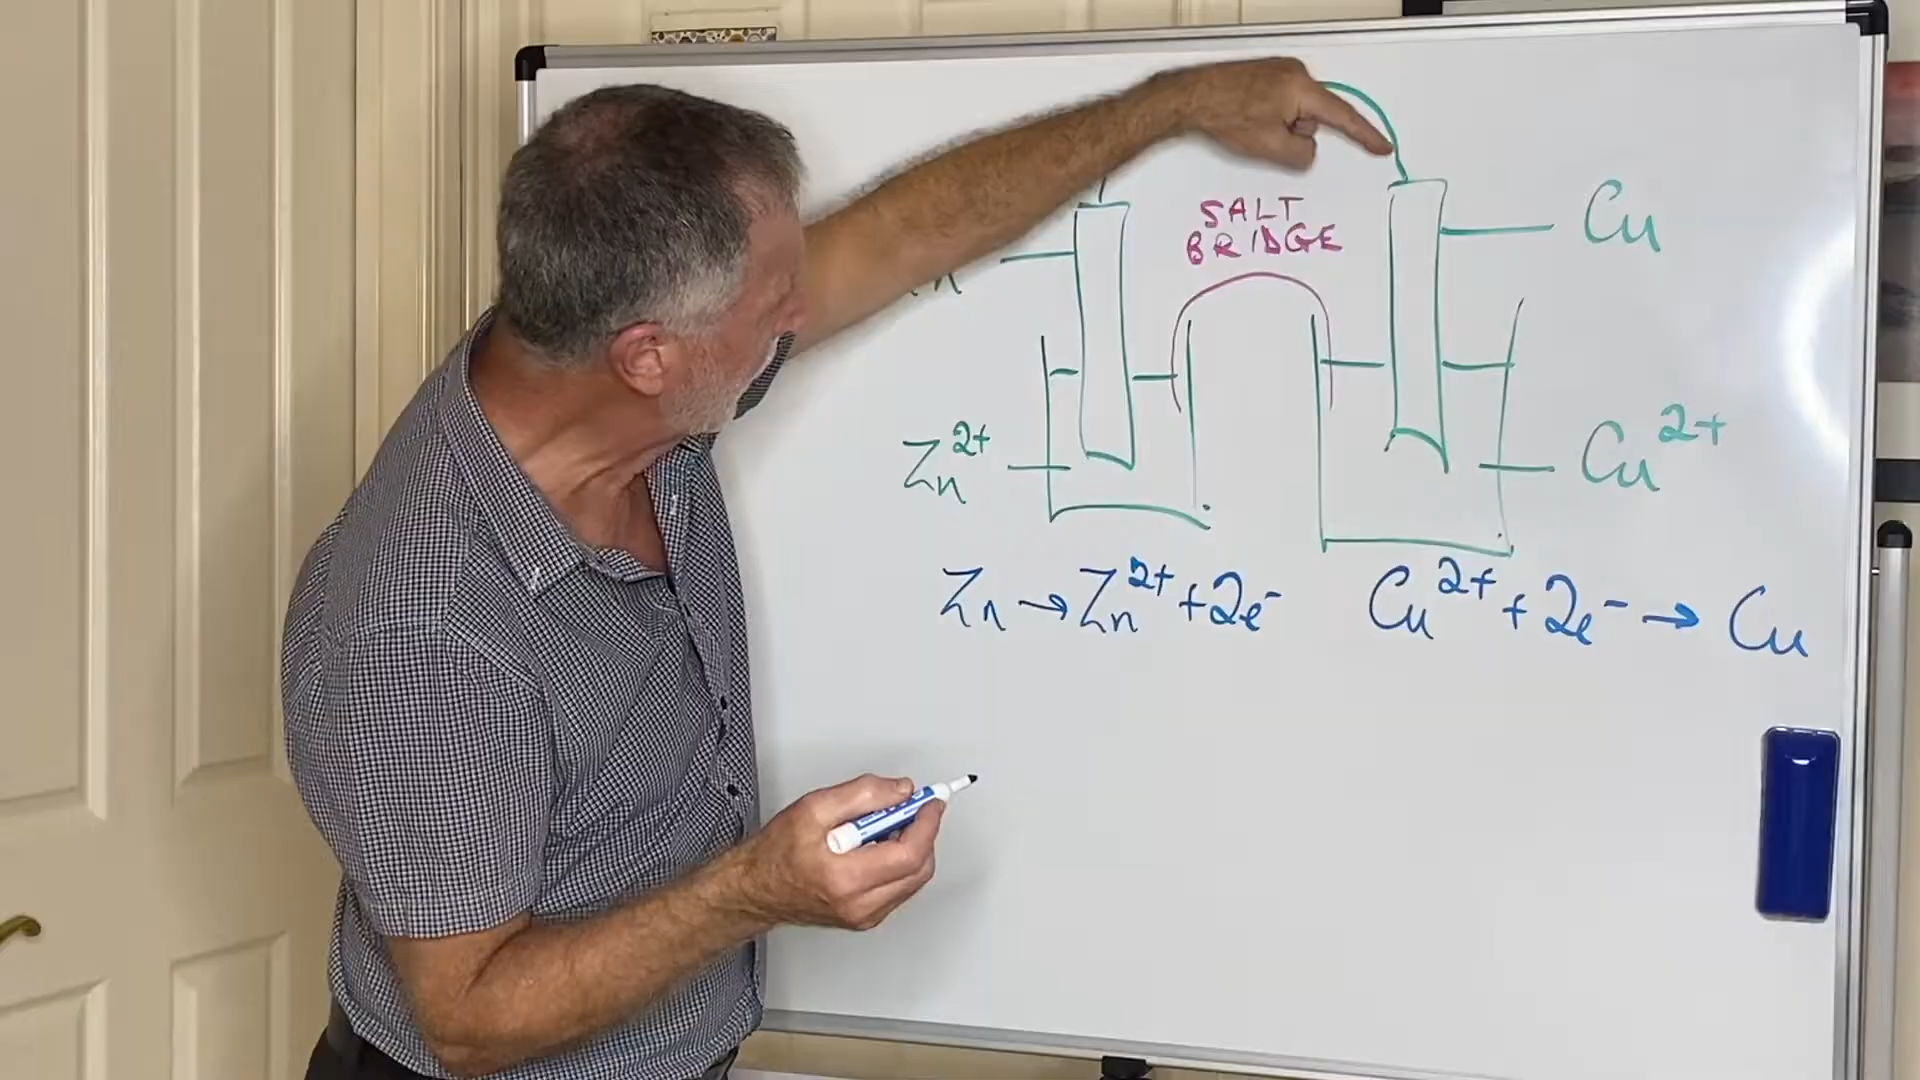 SALT
BRIDGE
Cu
Zn²⁺
Cu²⁺
Zn → Zn²⁺ + 2e⁻
Cu²⁺ + 2e⁻ → Cu